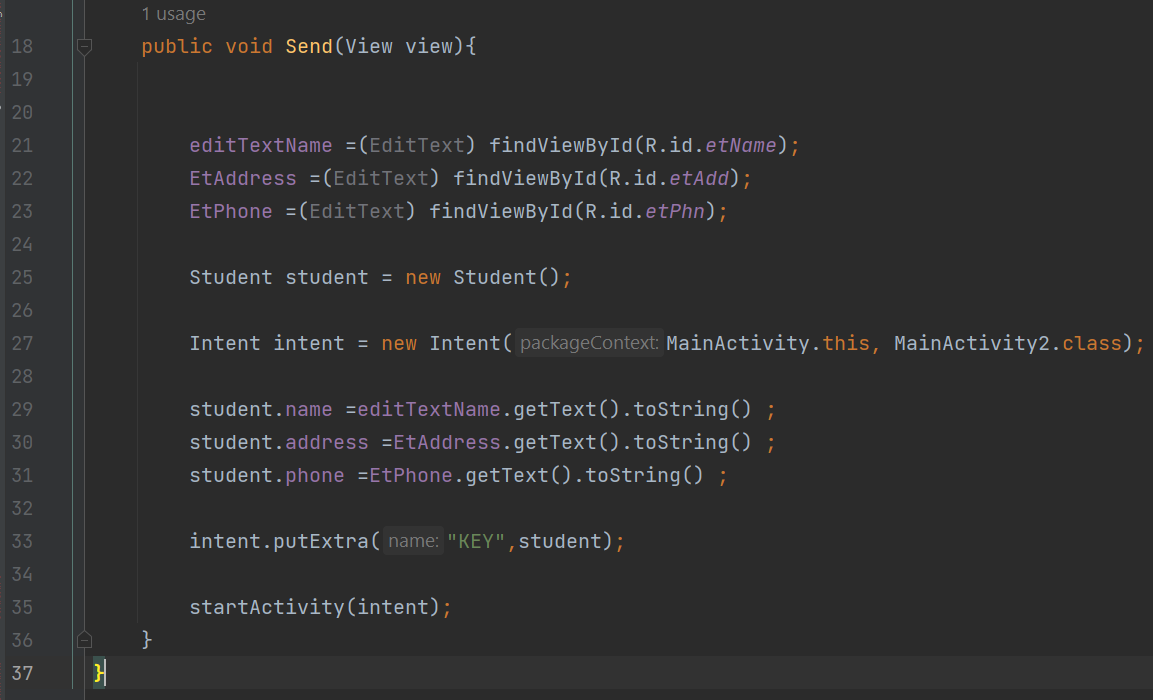 1 usage
18 public void Send(View view){
19
20
21 editTextName =(EditText) findViewById(R.id.etName);
22 EtAddress =(EditText) findViewById(R.id.etAdd);
23 EtPhone =(EditText) findViewById(R.id.etPhn);
24
25 Student student = new Student();
26
27 Intent intent = new Intent( packageContext: MainActivity.this, MainActivity2.class);
28
29 student.name =editTextName.getText().toString() ;
30 student.address =EtAddress.getText().toString() ;
31 student.phone =EtPhone.getText().toString() ;
32
33 intent.putExtra( name: "KEY",student);
34
35 startActivity(intent);
36 }
37 }